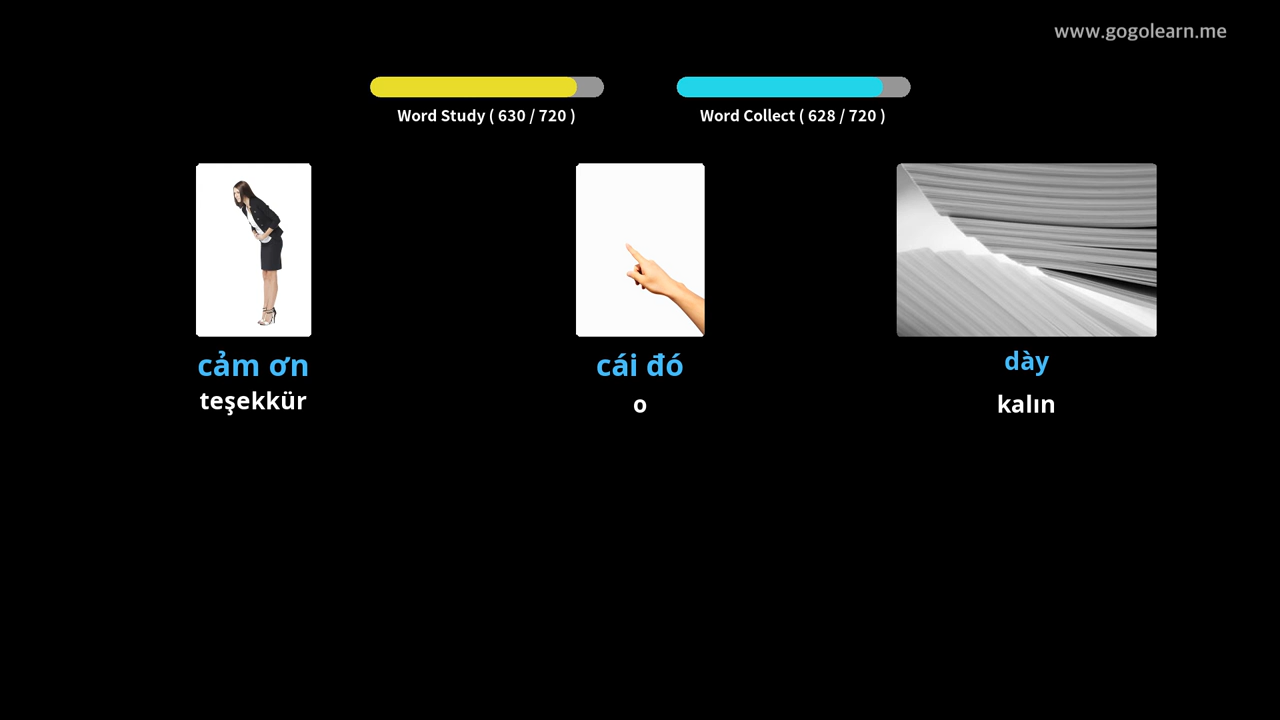 www.gogolearn.me
Word Study ( 630 / 720 )
Word Collect ( 628 / 720 )
cảm ơn
teşekkür
cái đó
o
dày
kalın